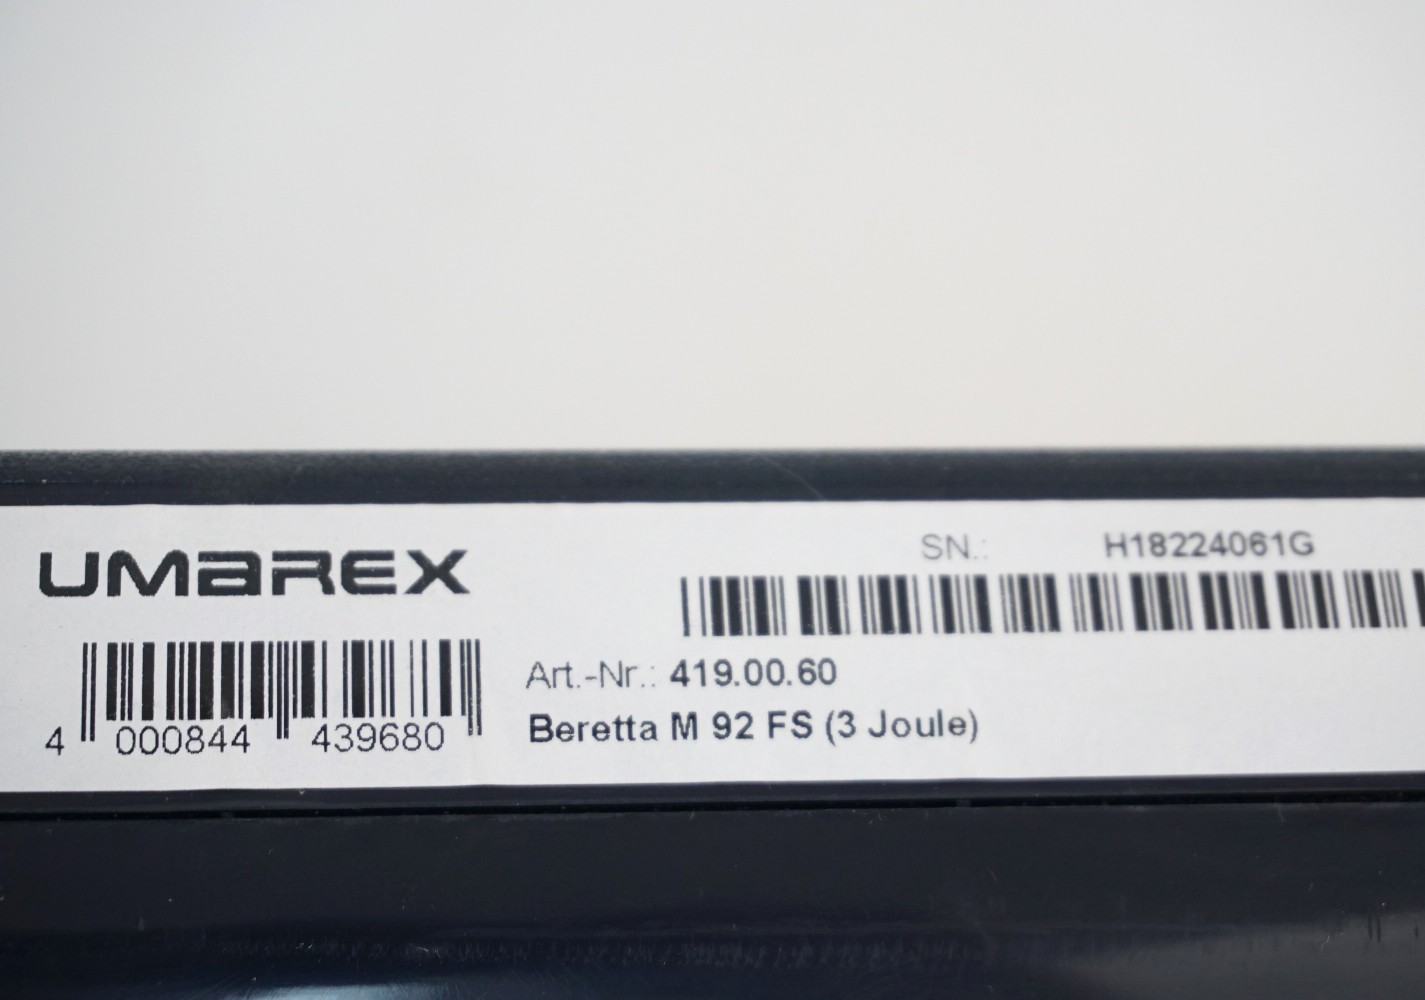 UMAREX
SN.: H18224061G
4 000844 439680
Art.-Nr.: 419.00.60
Beretta M 92 FS (3 Joule)